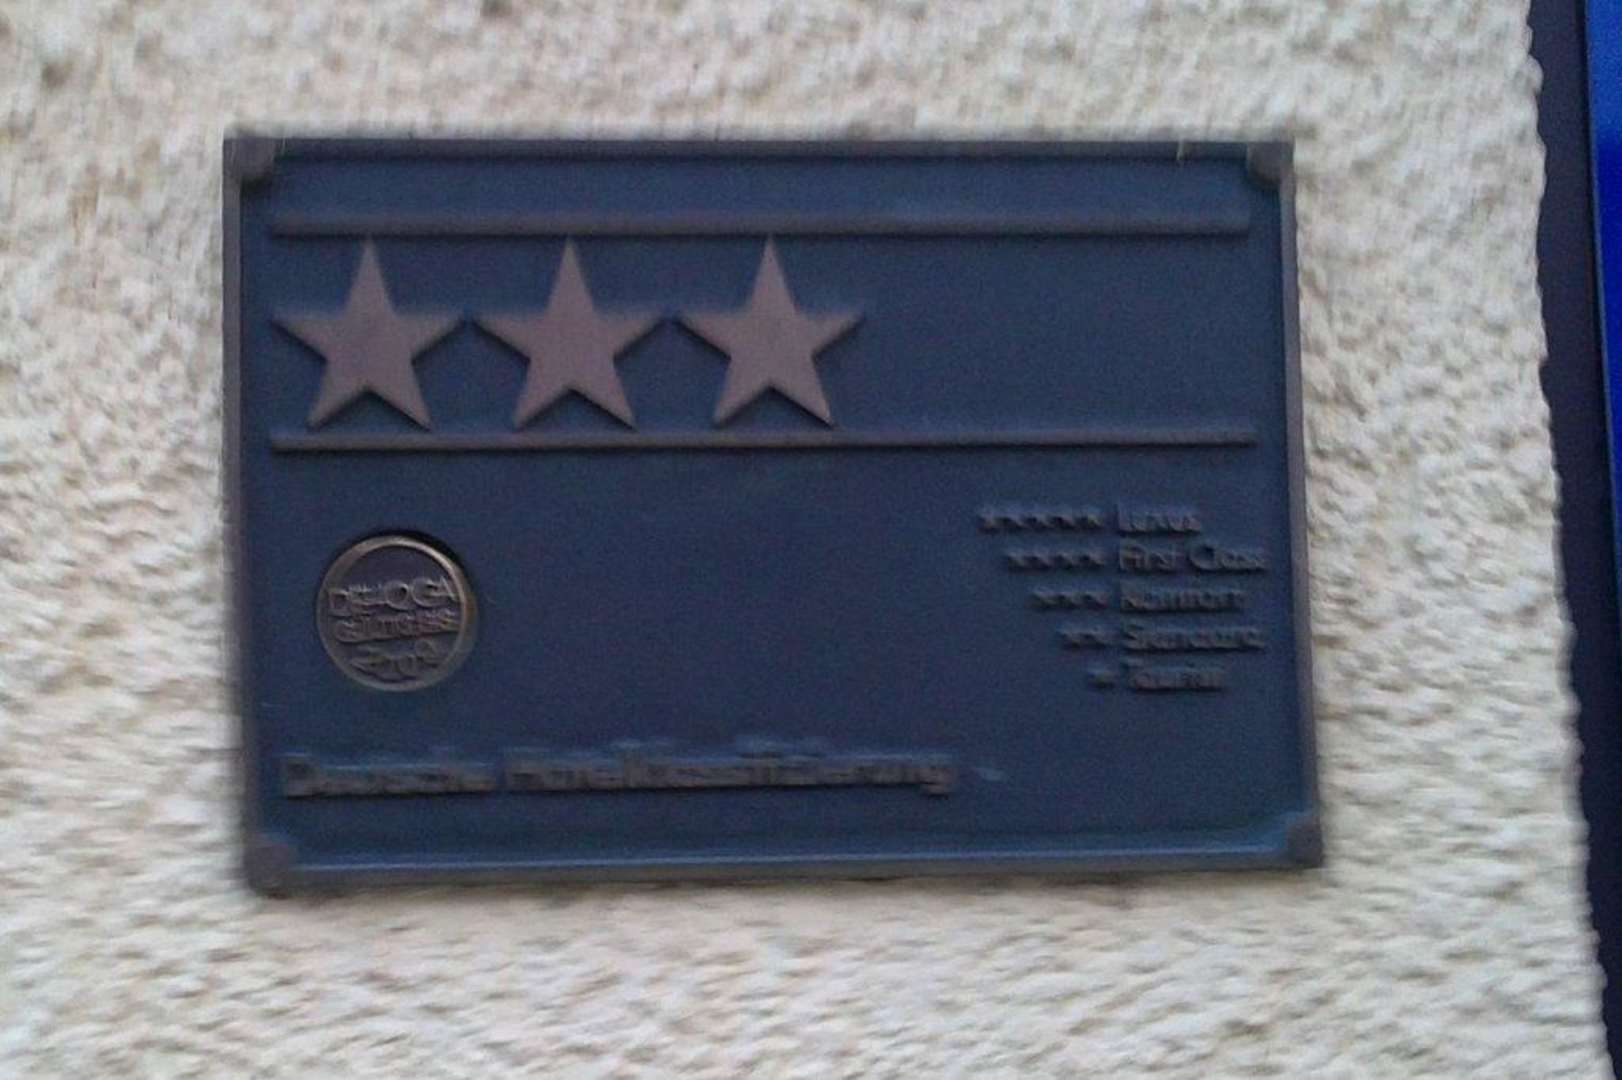 ***** Luxus
**** First Class
*** Komfort
** Standard
* Tourist
DEHOGA
Deutsche Hotelklassifizierung